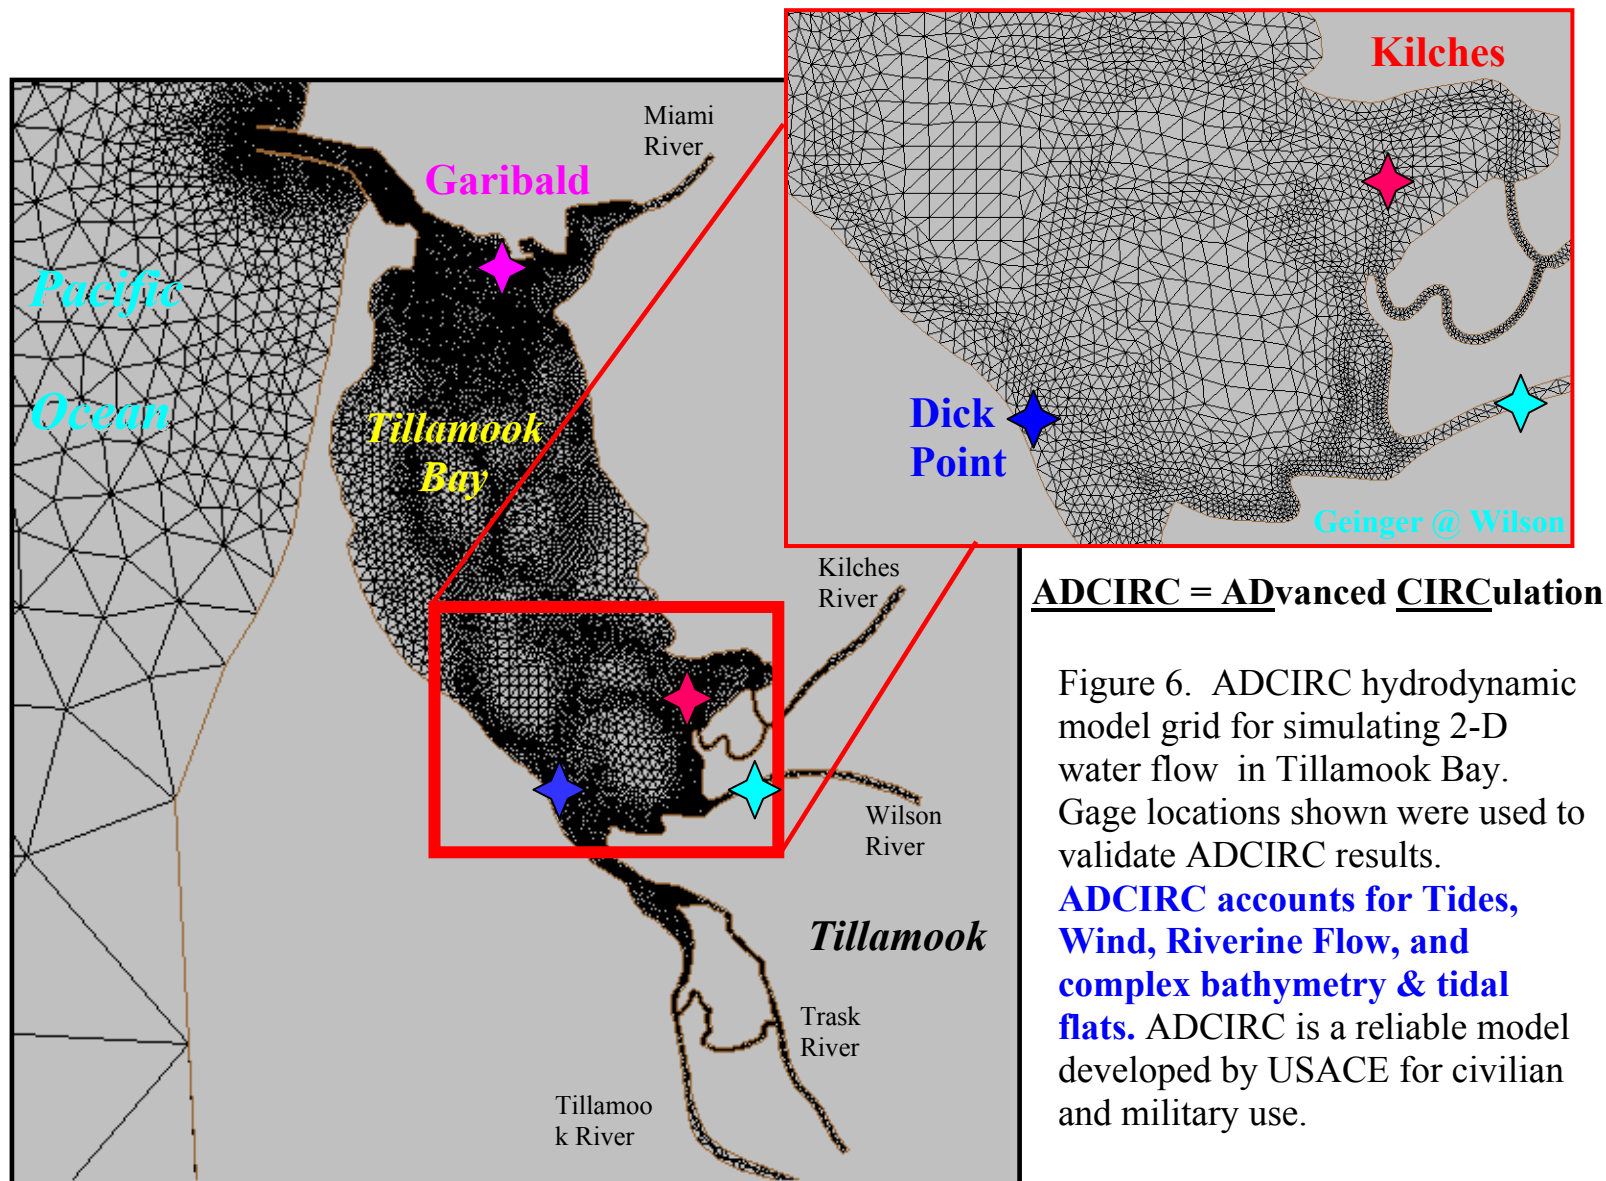 Kilches
Miami
River
Garibald
Pacific
Ocean
Tillamook
Bay
Dick
Point
Geinger @ Wilson
Kilches
River
Wilson
River
Tillamook
Trask
River
Tillamoo
k River
ADCIRC = ADvanced CIRCulation
Figure 6.  ADCIRC hydrodynamic
model grid for simulating 2-D
water flow  in Tillamook Bay.
Gage locations shown were used to
validate ADCIRC results.
ADCIRC accounts for Tides,
Wind, Riverine Flow, and
complex bathymetry & tidal
flats. ADCIRC is a reliable model
developed by USACE for civilian
and military use.